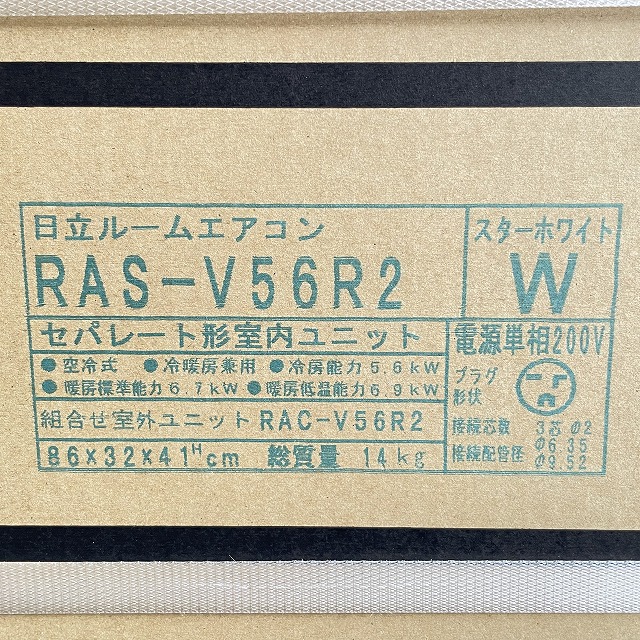 日立ルームエアコン
RAS-V56R2
スターホワイト
W
セパレート形室内ユニット
●空冷式 ●冷暖房兼用 ●冷房能力5.6kW
●暖房標準能力6.7kW ●暖房低温能力6.9kW
組合せ室外ユニット RAC-V56R2
86×32×41ᴴcm 総質量 14kg
電源単相200V
プラグ
形状
接続芯数 3芯 φ2
接続配管径 φ6.35
φ9.52